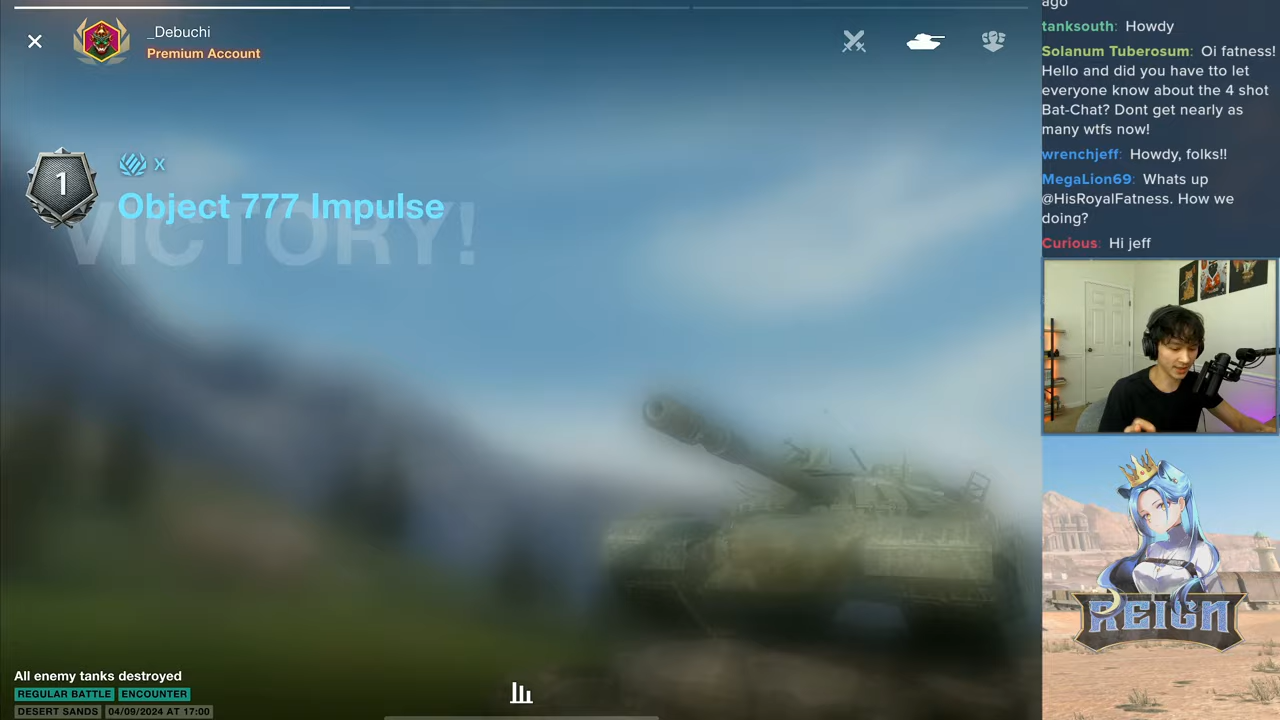 _Debuchi
Premium Account
1
X
Object 777 Impulse
VICTORY!
All enemy tanks destroyed
REGULAR BATTLE
ENCOUNTER
DESERT SANDS
04/09/2024 AT 17:00
ago
tanksouth: Howdy
Solanum Tuberosum: Oi fatness!
Hello and did you have tto let
everyone know about the 4 shot
Bat-Chat? Dont get nearly as
many wtfs now!
wrenchjeff: Howdy, folks!!
MegaLion69: Whats up
@HisRoyalFatness. How we
doing?
Curious: Hi jeff
REIGN